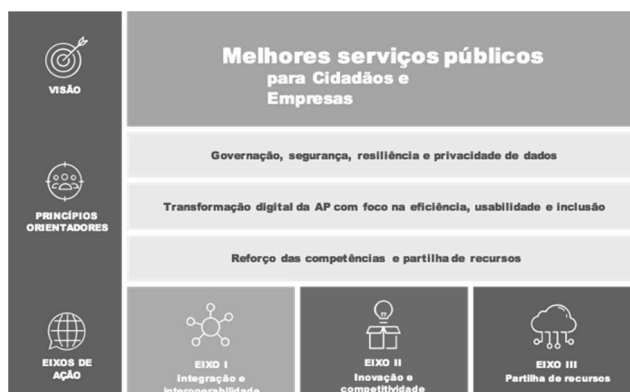 VISÃO
Melhores serviços públicos
para Cidadãos e
Empresas
PRINCÍPIOS
ORIENTADORES
Governação, segurança, resiliência e privacidade de dados
Transformação digital da AP com foco na eficiência, usabilidade e inclusão
Reforço das competências e partilha de recursos
EIXOS DE
AÇÃO
EIXO I
Integração e
interoperabilidade
EIXO II
Inovação e
competitividade
EIXO III
Partilha de recursos